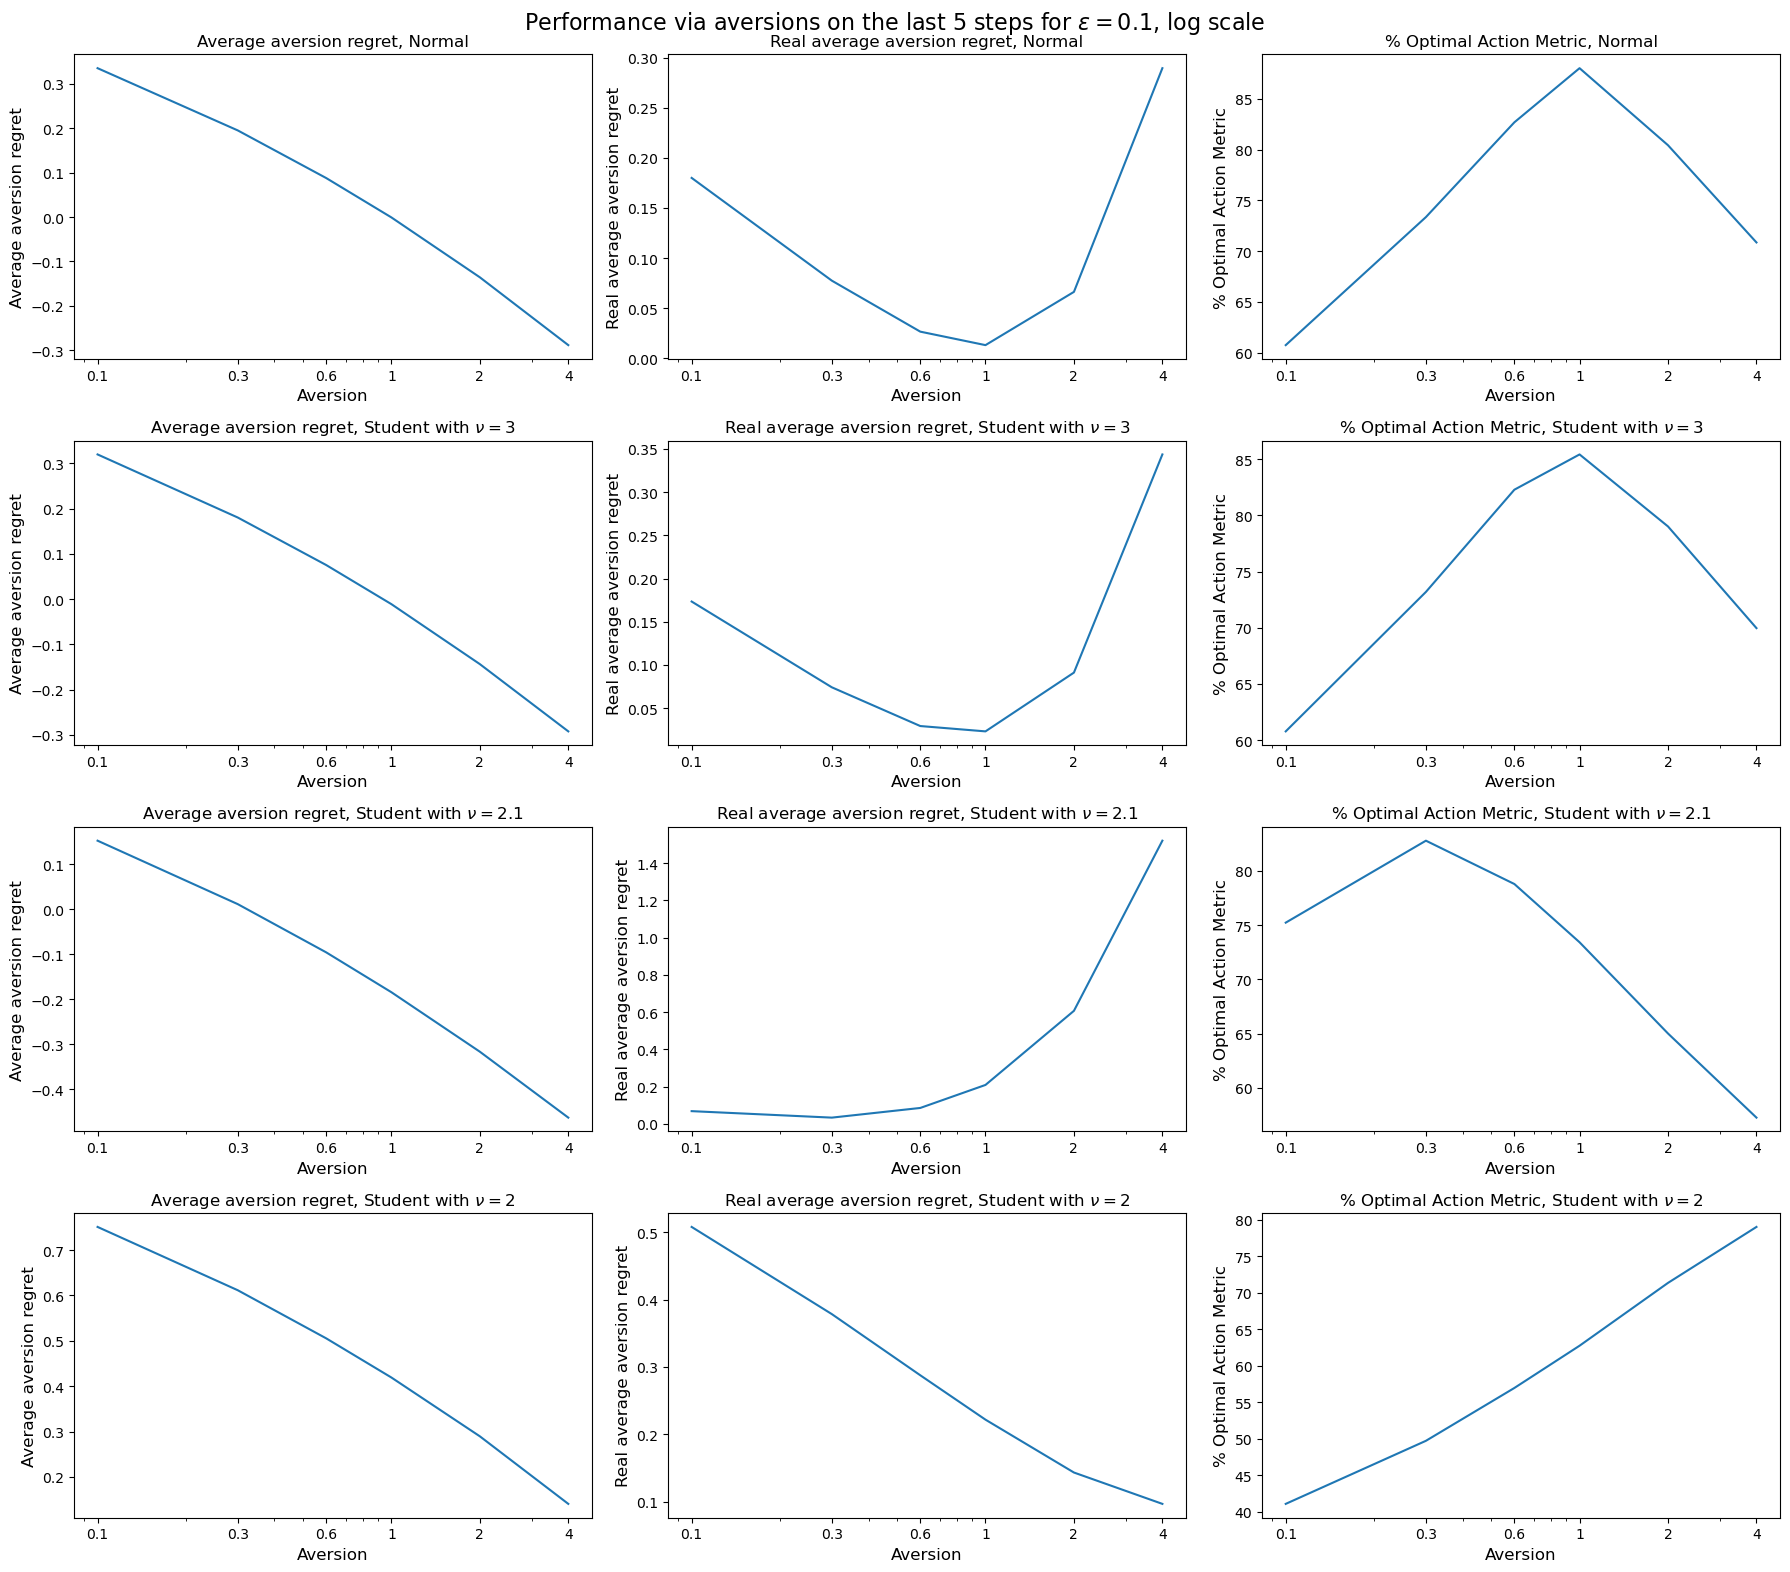 Performance via aversions on the last 5 steps for ε = 0.1, log scale
Average aversion regret, Normal
Average aversion regret
0.3
0.2
0.1
0.0
−0.1
−0.2
−0.3
0.1 0.3 0.6 1 2 4
Aversion
Real average aversion regret, Normal
Real average aversion regret
0.30
0.25
0.20
0.15
0.10
0.05
0.00
0.1 0.3 0.6 1 2 4
Aversion
% Optimal Action Metric, Normal
% Optimal Action Metric
85
80
75
70
65
60
0.1 0.3 0.6 1 2 4
Aversion
Average aversion regret, Student with ν = 3
Average aversion regret
0.3
0.2
0.1
0.0
−0.1
−0.2
−0.3
0.1 0.3 0.6 1 2 4
Aversion
Real average aversion regret, Student with ν = 3
Real average aversion regret
0.35
0.30
0.25
0.20
0.15
0.10
0.05
0.1 0.3 0.6 1 2 4
Aversion
% Optimal Action Metric, Student with ν = 3
% Optimal Action Metric
85
80
75
70
65
60
0.1 0.3 0.6 1 2 4
Aversion
Average aversion regret, Student with ν = 2.1
Average aversion regret
0.1
0.0
−0.1
−0.2
−0.3
−0.4
0.1 0.3 0.6 1 2 4
Aversion
Real average aversion regret, Student with ν = 2.1
Real average aversion regret
1.4
1.2
1.0
0.8
0.6
0.4
0.2
0.0
0.1 0.3 0.6 1 2 4
Aversion
% Optimal Action Metric, Student with ν = 2.1
% Optimal Action Metric
80
75
70
65
60
0.1 0.3 0.6 1 2 4
Aversion
Average aversion regret, Student with ν = 2
Average aversion regret
0.7
0.6
0.5
0.4
0.3
0.2
0.1 0.3 0.6 1 2 4
Aversion
Real average aversion regret, Student with ν = 2
Real average aversion regret
0.5
0.4
0.3
0.2
0.1
0.1 0.3 0.6 1 2 4
Aversion
% Optimal Action Metric, Student with ν = 2
% Optimal Action Metric
80
75
70
65
60
55
50
45
40
0.1 0.3 0.6 1 2 4
Aversion